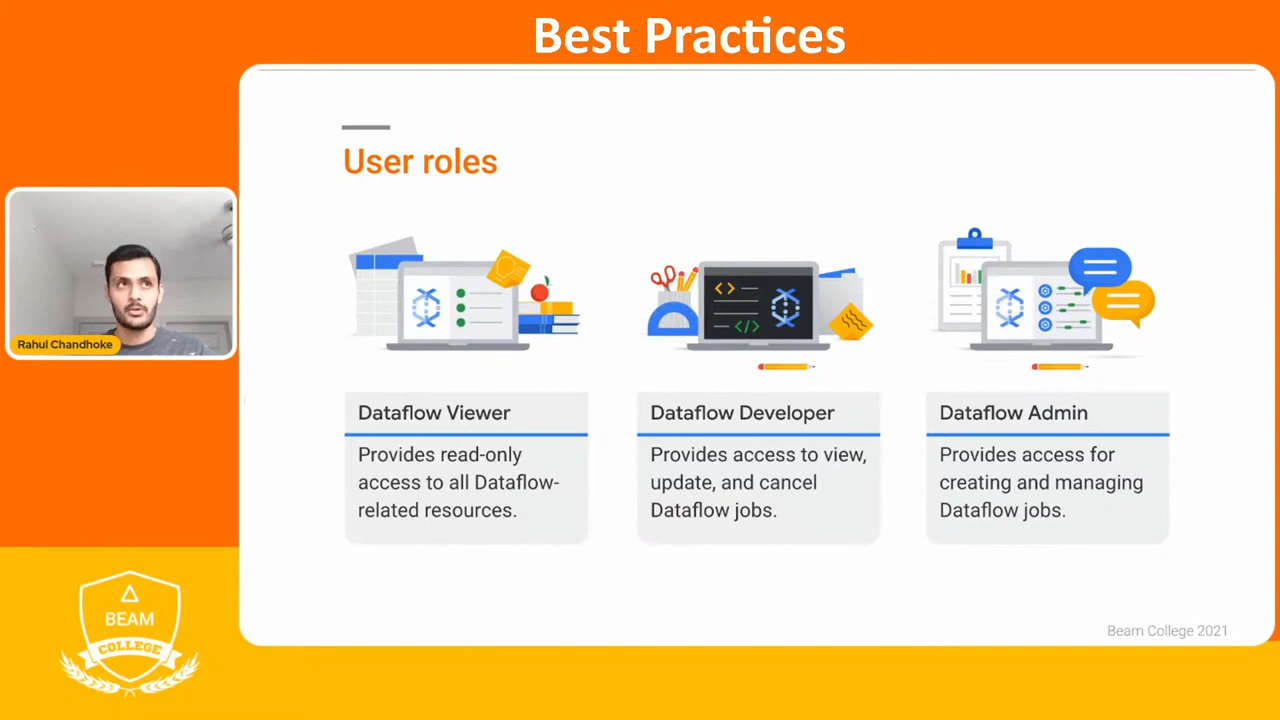 Best Practices
User roles
Rahul Chandhoke
Dataflow Viewer
Provides read-only
access to all Dataflow-
related resources.
Dataflow Developer
Provides access to view,
update, and cancel
Dataflow jobs.
Dataflow Admin
Provides access for
creating and managing
Dataflow jobs.
BEAM
COLLEGE
Beam College 2021